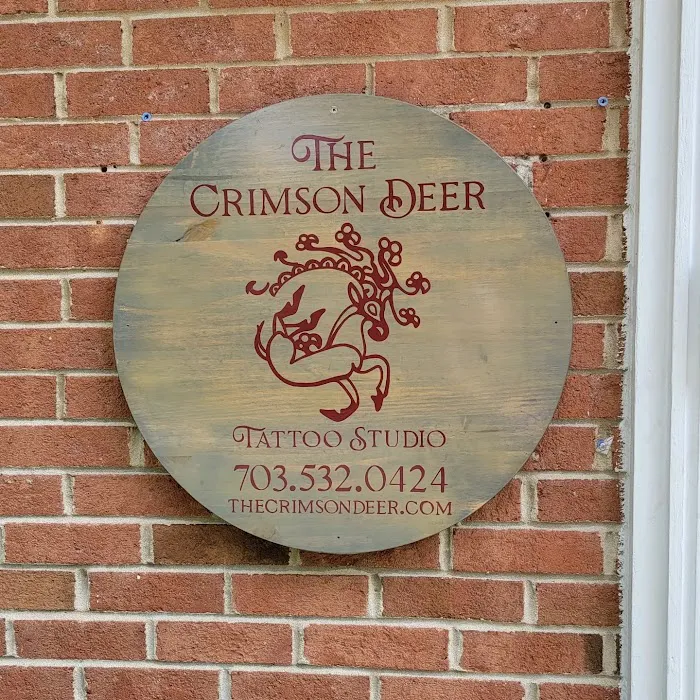 THE
CRIMSON DEER
TATTOO STUDIO
703.532.0424
THECRIMSONDEER.COM